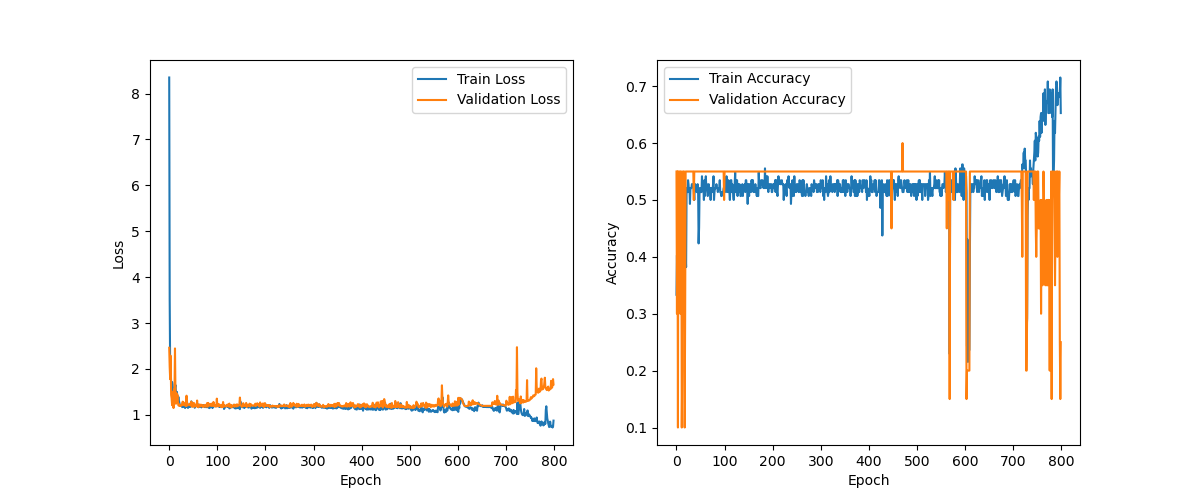 Train Loss
Validation Loss
8
7
6
5
4
3
2
1
Loss
0 100 200 300 400 500 600 700 800
Epoch
Train Accuracy
Validation Accuracy
0.7
0.6
0.5
0.4
0.3
0.2
0.1
Accuracy
0 100 200 300 400 500 600 700 800
Epoch